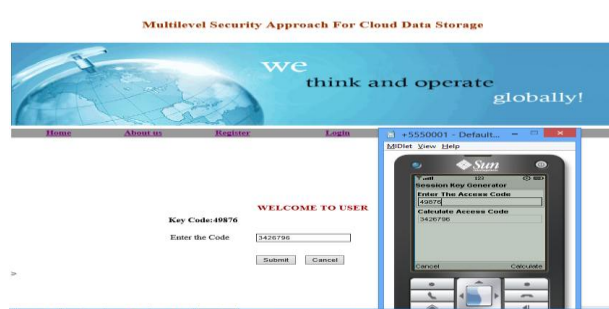 Multilevel Security Approach For Cloud Data Storage
we
think and operate
globally!
Home About us Register Login
WELCOME TO USER
Key Code:49876
Enter the Code 3426796
Submit Cancel
>
+5550001 - Default...
MIDlet View Help
Sun
123
Session Key Generator
Enter The Access Code
49876
Calculate Access Code
3426796
Cancel Calculate